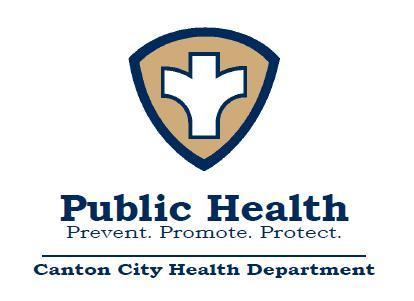 Public Health
Prevent. Promote. Protect.
Canton City Health Department